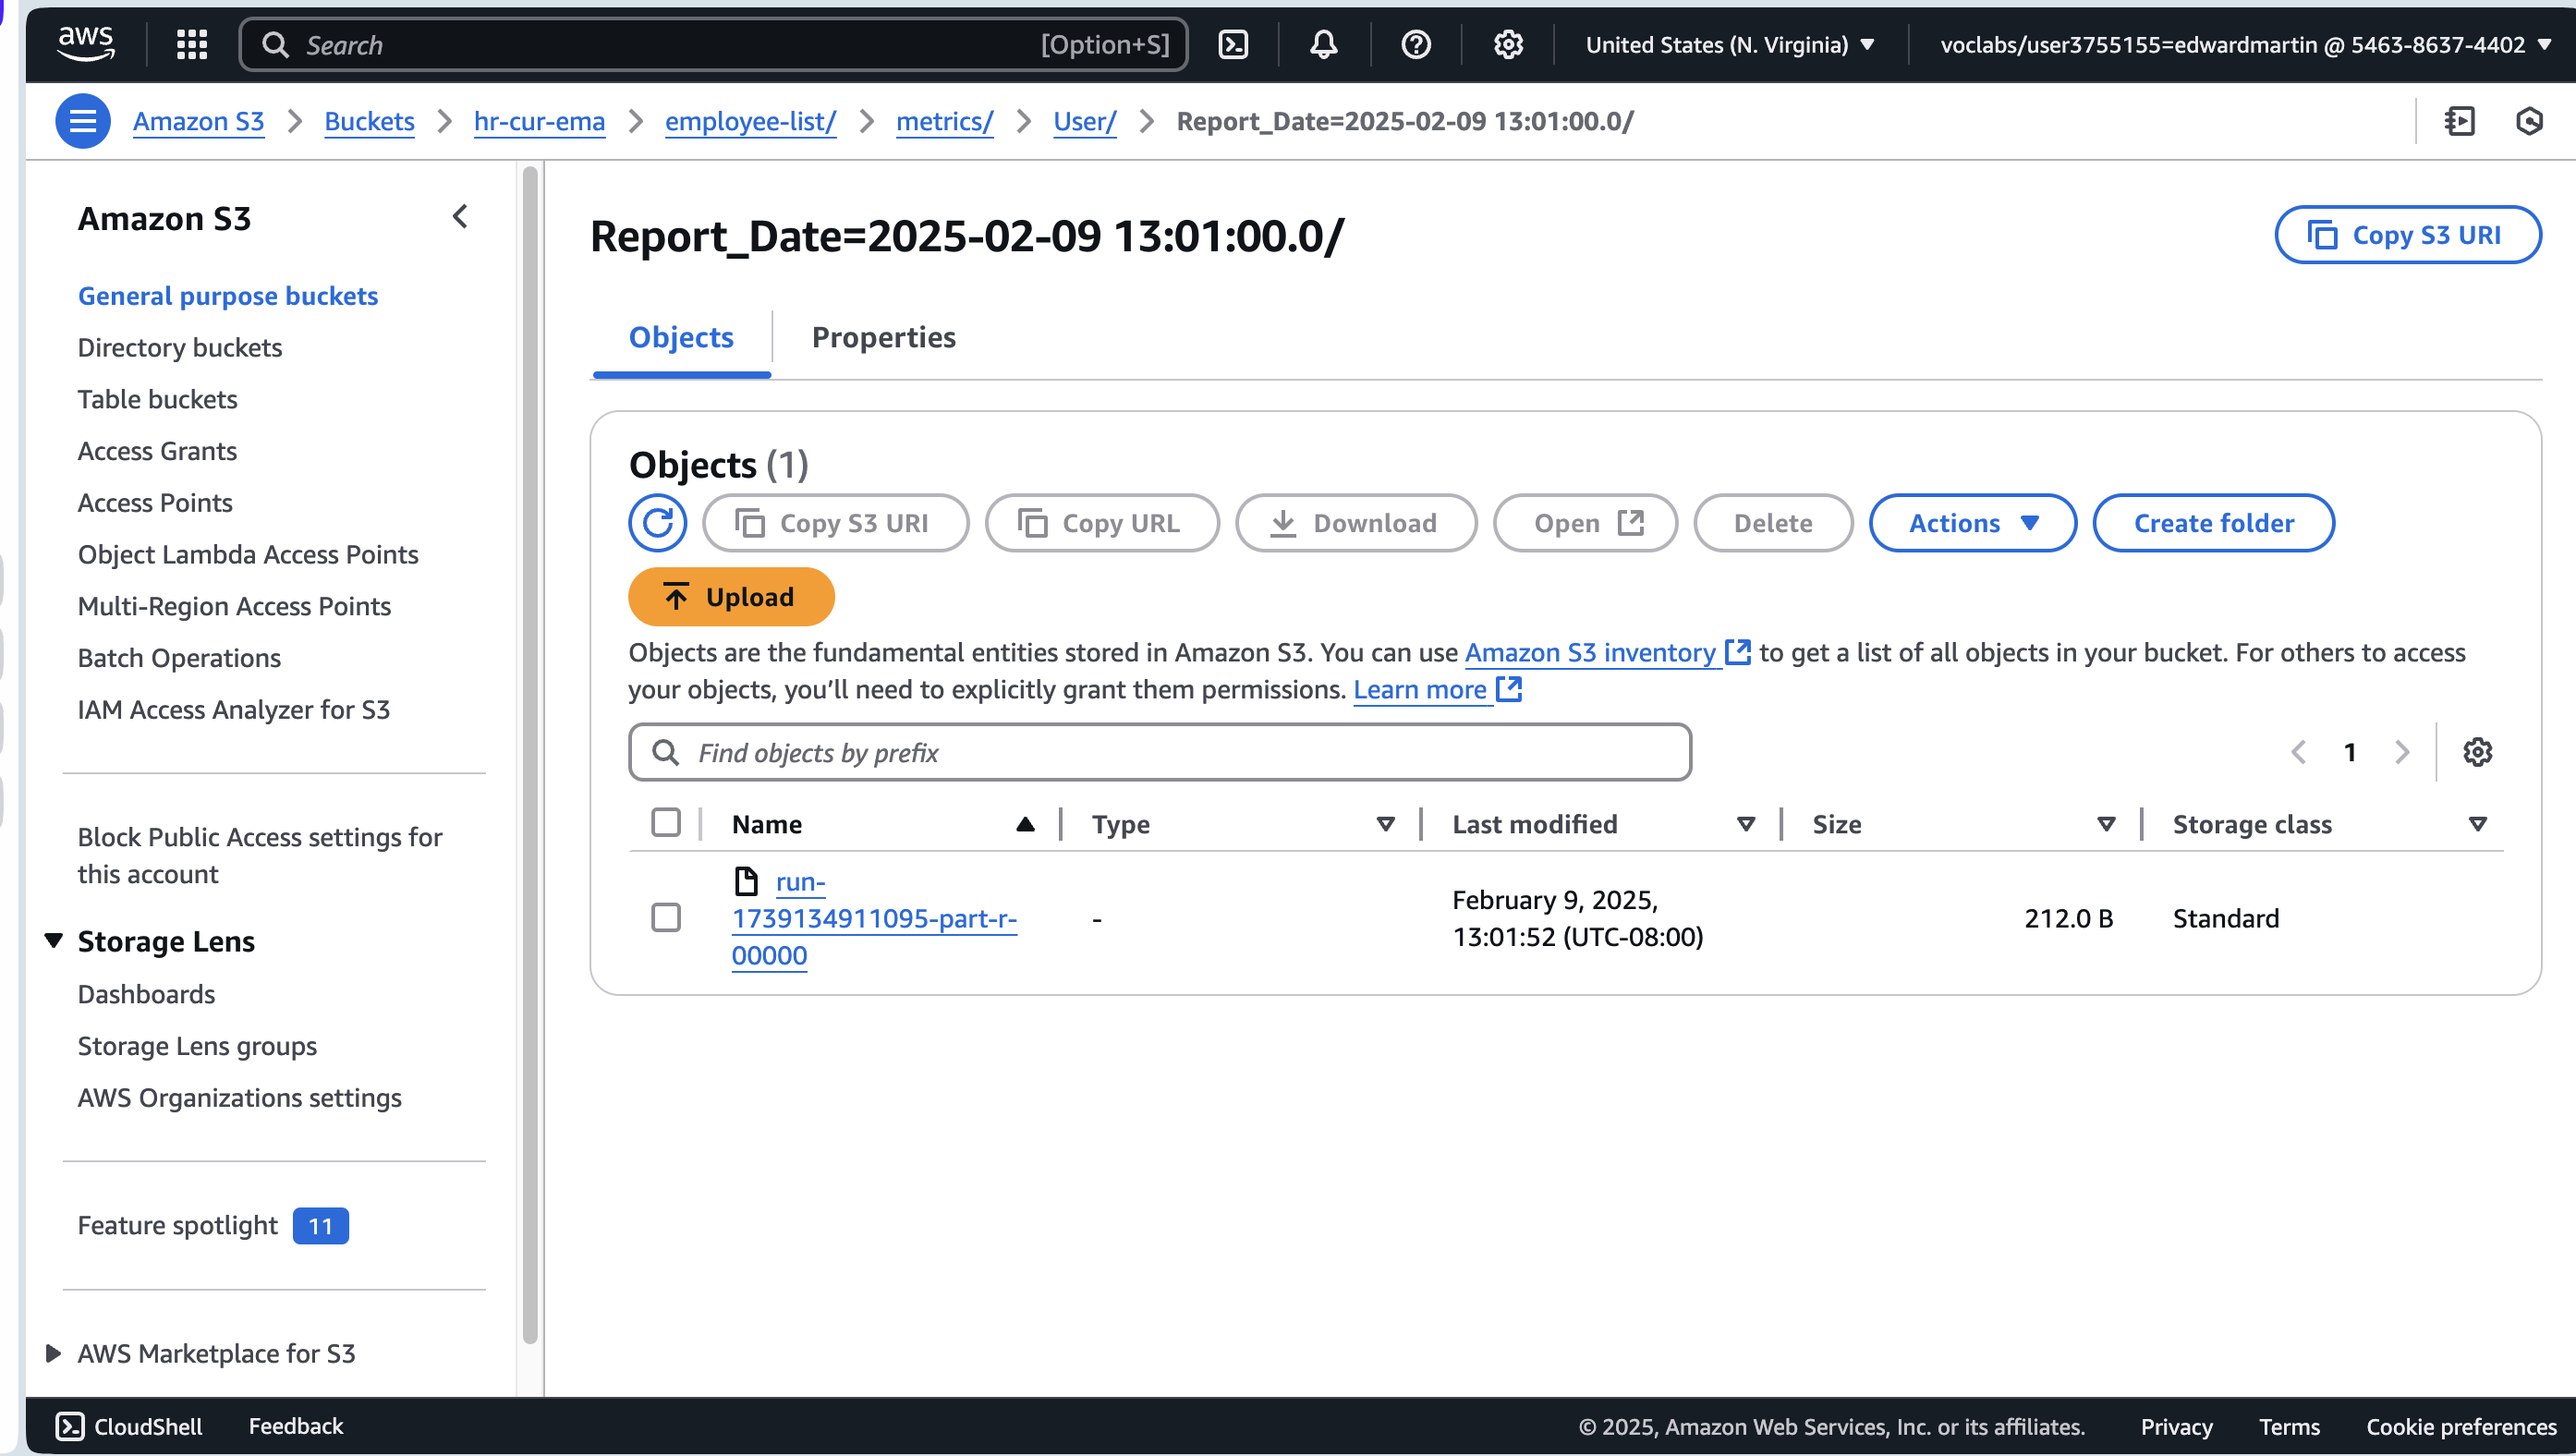 aws
Search [Option+S] United States (N. Virginia) voclabs/user3755155=edwardmartin @ 5463-8637-4402
Amazon S3 Buckets hr-cur-ema employee-list/ metrics/ User/ Report_Date=2025-02-09 13:01:00.0/
Amazon S3
General purpose buckets
Directory buckets
Table buckets
Access Grants
Access Points
Object Lambda Access Points
Multi-Region Access Points
Batch Operations
IAM Access Analyzer for S3
Block Public Access settings for
this account
Storage Lens
Dashboards
Storage Lens groups
AWS Organizations settings
Feature spotlight 11
AWS Marketplace for S3
Report_Date=2025-02-09 13:01:00.0/
Copy S3 URI
Objects Properties
Objects (1)
Copy S3 URI Copy URL Download Open Delete Actions Create folder
Upload
Objects are the fundamental entities stored in Amazon S3. You can use Amazon S3 inventory to get a list of all objects in your bucket. For others to access
your objects, you’ll need to explicitly grant them permissions. Learn more
Find objects by prefix
1
Name Type Last modified Size Storage class
run-
1739134911095-part-r-
00000
-
February 9, 2025,
13:01:52 (UTC-08:00)
212.0 B
Standard
CloudShell Feedback © 2025, Amazon Web Services, Inc. or its affiliates. Privacy Terms Cookie preferences